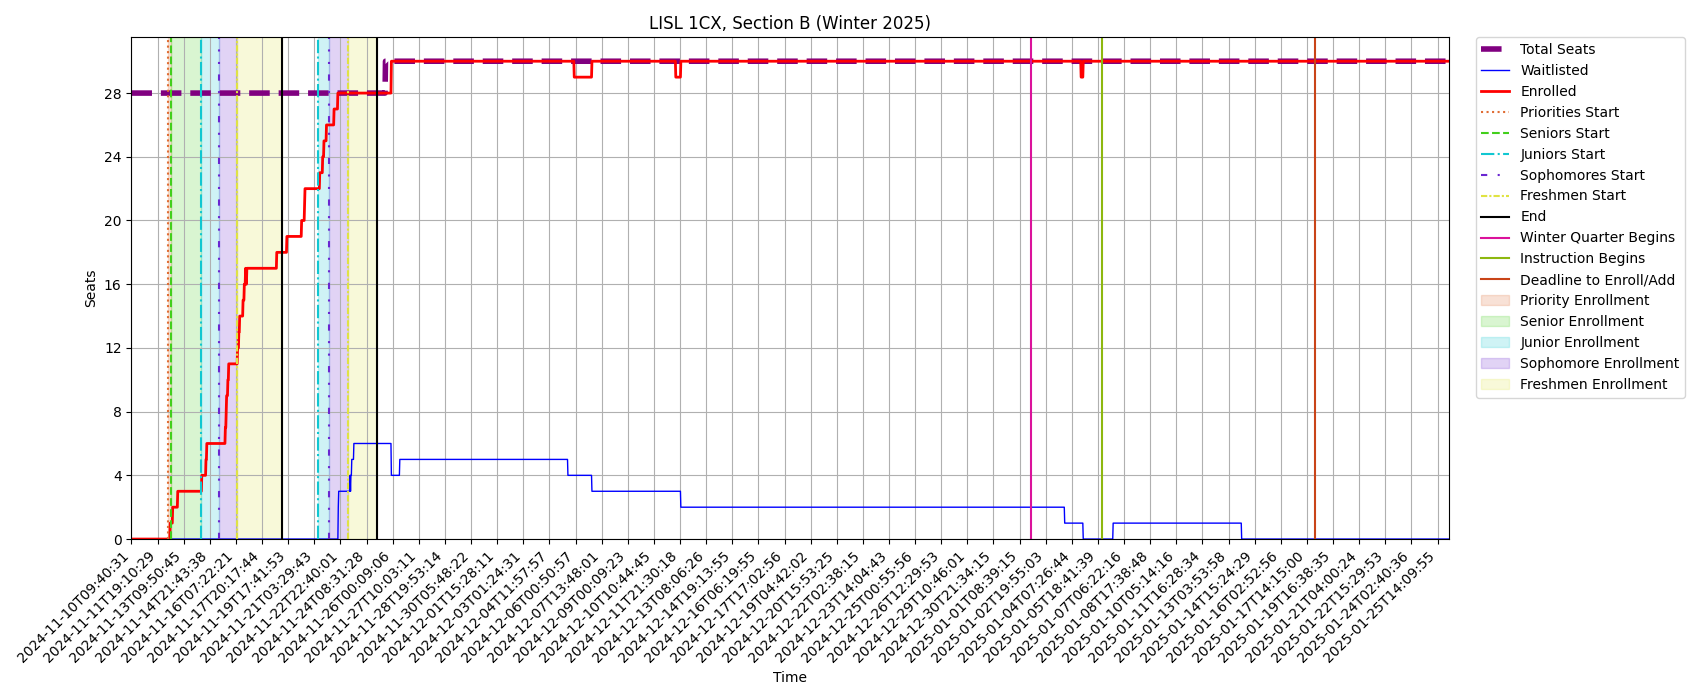 LISL 1CX, Section B (Winter 2025)
Seats
28
24
20
16
12
8
4
0
2024-11-10T09:40:31
2024-11-11T19:10:29
2024-11-13T09:50:45
2024-11-14T21:43:38
2024-11-16T07:22:21
2024-11-17T20:17:44
2024-11-19T17:41:53
2024-11-21T03:29:43
2024-11-22T22:40:01
2024-11-24T08:31:28
2024-11-26T00:09:06
2024-11-27T11:03:11
2024-11-28T19:53:14
2024-11-30T05:48:22
2024-12-01T15:28:11
2024-12-03T01:24:31
2024-12-04T11:57:57
2024-12-06T00:50:57
2024-12-07T13:48:01
2024-12-09T00:09:23
2024-12-10T10:44:45
2024-12-11T21:30:18
2024-12-13T08:06:26
2024-12-14T19:13:55
2024-12-16T06:19:55
2024-12-17T17:02:56
2024-12-19T04:42:02
2024-12-20T15:53:25
2024-12-22T02:38:15
2024-12-23T14:04:43
2024-12-25T00:55:56
2024-12-26T12:29:53
2024-12-29T10:46:01
2024-12-30T21:34:15
2025-01-01T08:39:15
2025-01-02T19:55:03
2025-01-04T07:26:44
2025-01-05T18:41:39
2025-01-07T06:22:16
2025-01-08T17:38:48
2025-01-10T05:14:16
2025-01-11T16:28:34
2025-01-13T03:53:58
2025-01-14T15:24:29
2025-01-16T02:52:56
2025-01-17T14:15:00
2025-01-19T16:38:35
2025-01-21T04:00:24
2025-01-22T15:29:53
2025-01-24T02:40:36
2025-01-25T14:09:55
Time
Total Seats
Waitlisted
Enrolled
Priorities Start
Seniors Start
Juniors Start
Sophomores Start
Freshmen Start
End
Winter Quarter Begins
Instruction Begins
Deadline to Enroll/Add
Priority Enrollment
Senior Enrollment
Junior Enrollment
Sophomore Enrollment
Freshmen Enrollment